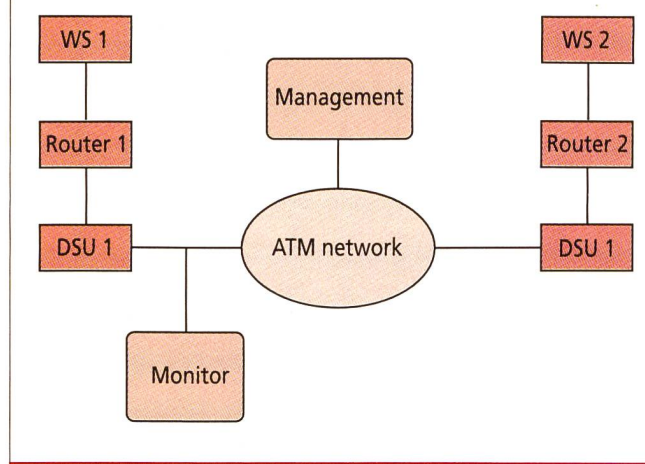 WS 1
WS 2
Management
Router 1
Router 2
DSU 1
ATM network
DSU 1
Monitor